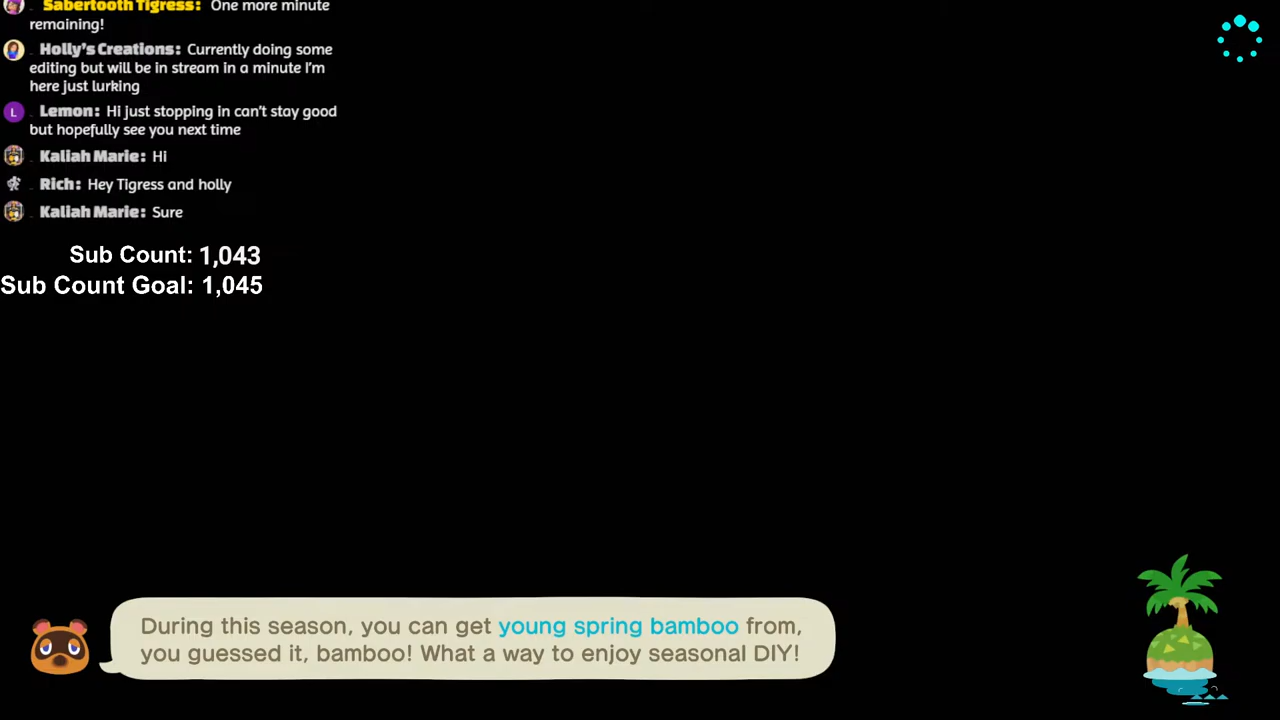 Sabertooth Tigress: One more minute
remaining!
Holly's Creations: Currently doing some
editing but will be in stream in a minute I'm
here just lurking
L Lemon: Hi just stopping in can't stay good
but hopefully see you next time
Kaliah Marie: Hi
Rich: Hey Tigress and holly
Kaliah Marie: Sure
Sub Count: 1,043
Sub Count Goal: 1,045
During this season, you can get young spring bamboo from,
you guessed it, bamboo! What a way to enjoy seasonal DIY!